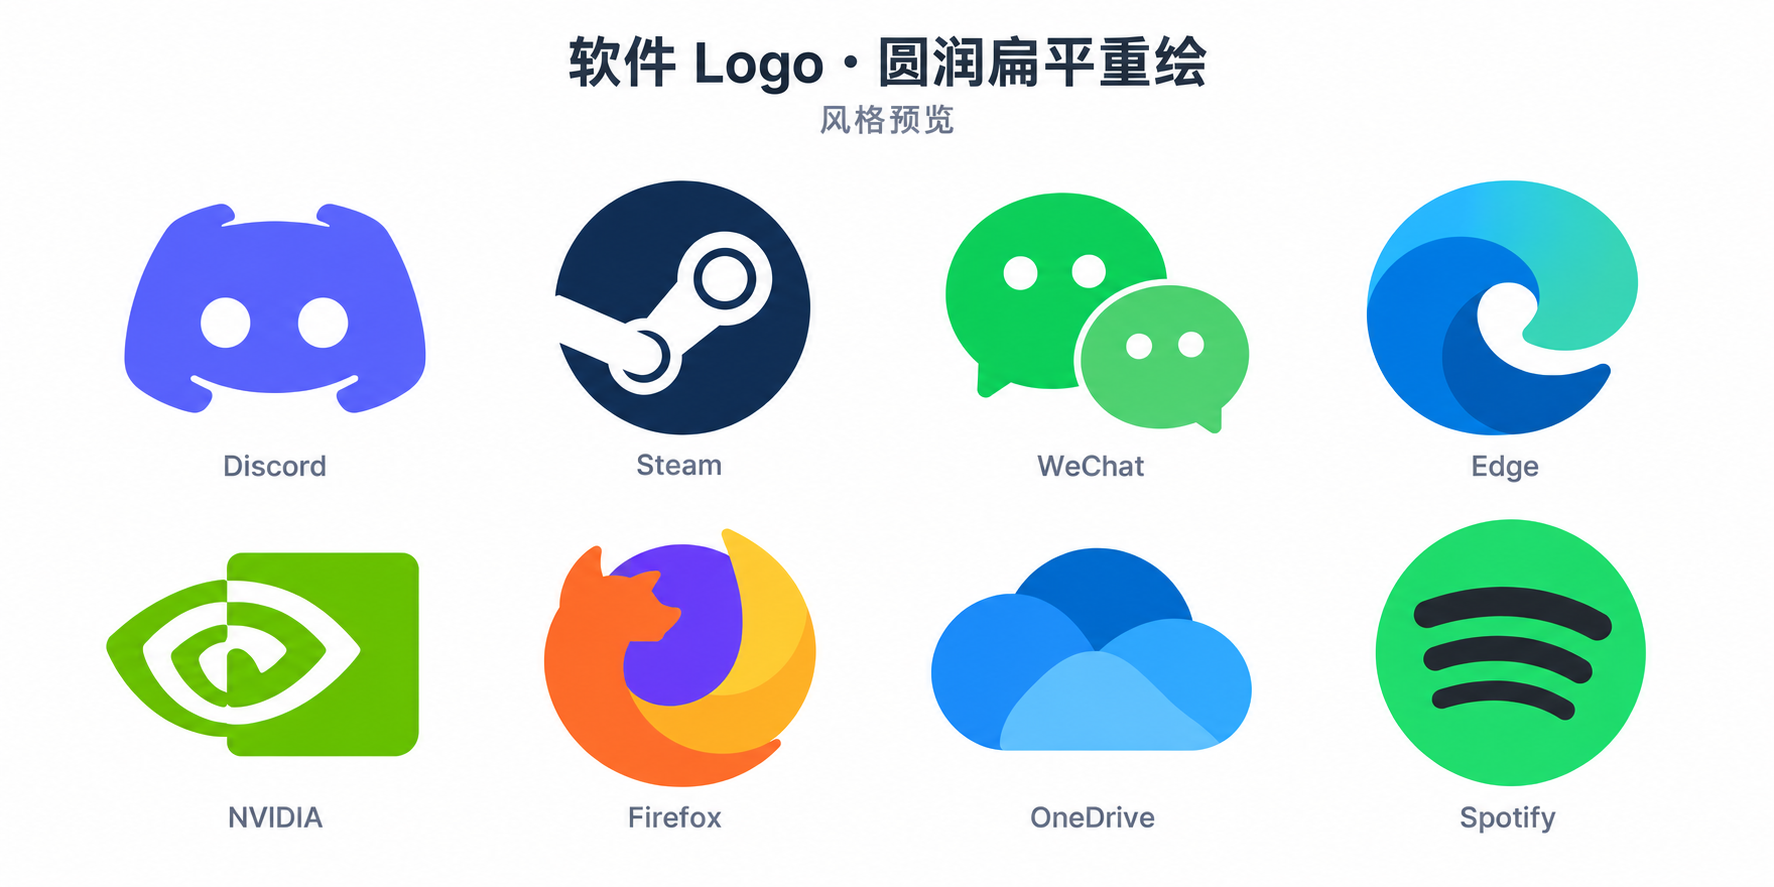 软件 Logo · 圆润扁平重绘
风格预览
Discord
Steam
WeChat
Edge
NVIDIA
Firefox
OneDrive
Spotify